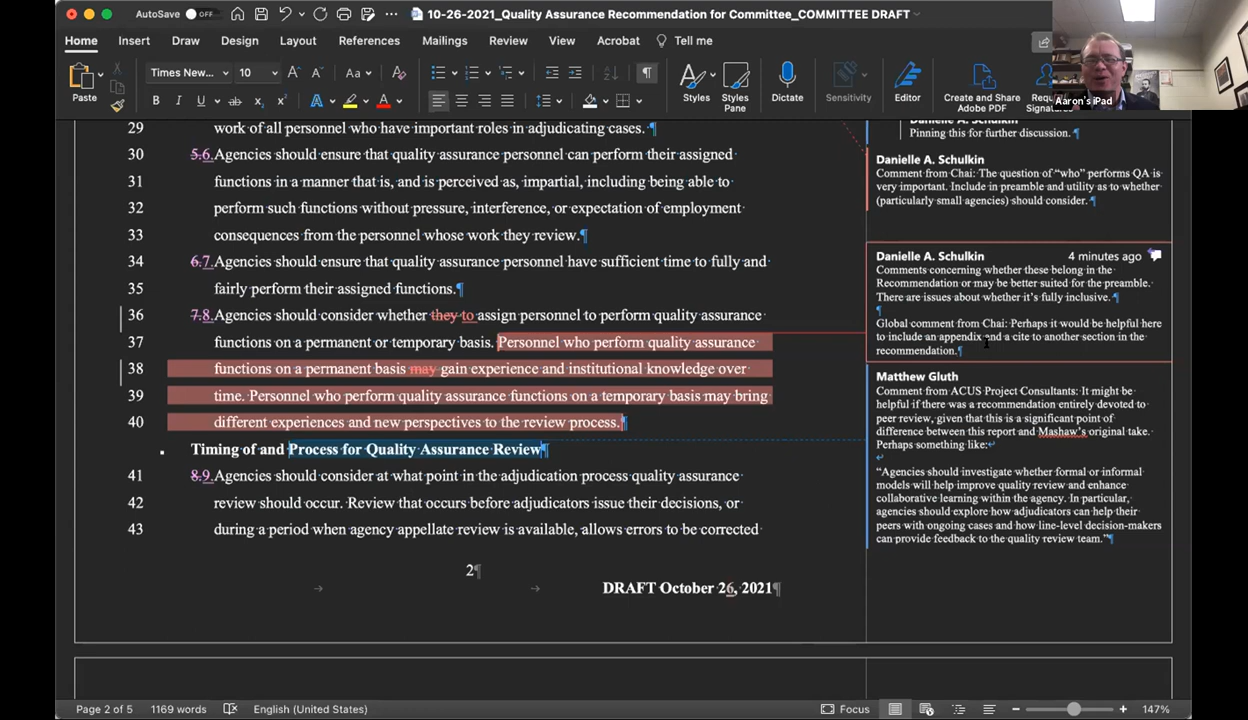 AutoSave OFF 10-26-2021_Quality Assurance Recommendation for Committee_COMMITTEE DRAFT
Home Insert Draw Design Layout References Mailings Review View Acrobat Tell me
Paste Times New... 10 Styles Styles Pane Dictate Sensitivity Editor Create and Share Adobe PDF
Aaron's iPad
29 work of all personnel who have important roles in adjudicating cases.¶
30 5.6.Agencies should ensure that quality assurance personnel can perform their assigned
31 functions in a manner that is, and is perceived as, impartial, including being able to
32 perform such functions without pressure, interference, or expectation of employment
33 consequences from the personnel whose work they review.¶
34 6.7.Agencies should ensure that quality assurance personnel have sufficient time to fully and
35 fairly perform their assigned functions.¶
36 7.8.Agencies should consider whether they to assign personnel to perform quality assurance
37 functions on a permanent or temporary basis. Personnel who perform quality assurance
38 functions on a permanent basis may gain experience and institutional knowledge over
39 time. Personnel who perform quality assurance functions on a temporary basis may bring
40 different experiences and new perspectives to the review process.¶
Timing of and Process for Quality Assurance Review¶
41 8.9.Agencies should consider at what point in the adjudication process quality assurance
42 review should occur. Review that occurs before adjudicators issue their decisions, or
43 during a period when agency appellate review is available, allows errors to be corrected
2¶
DRAFT October 26, 2021¶
Danielle A. Schulkin
Pinning this for further discussion. ¶
Danielle A. Schulkin
Comment from Chai: The question of “who” performs QA is
very important. Include in preamble and utility as to whether
(particularly small agencies) should consider. ¶
Danielle A. Schulkin 4 minutes ago
Comments concerning whether these belong in the
Recommendation or may be better suited for the preamble.
There are issues about whether it’s fully inclusive. ¶
¶
Global comment from Chai: Perhaps it would be helpful here
to include an appendix and a cite to another section in the
recommendation.¶
Matthew Gluth
Comment from ACUS Project Consultants: It might be
helpful if there was a recommendation entirely devoted to
peer review, given that this is a significant point of
difference between this report and Mashaw’s original take.
Perhaps something like:↵
↵
“Agencies should investigate whether formal or informal
models will help improve quality review and enhance
collaborative learning within the agency. In particular,
agencies should explore how adjudicators can help their
peers with ongoing cases and how line-level decision-makers
can provide feedback to the quality review team.”¶
Page 2 of 5 1169 words English (United States) Focus 147%